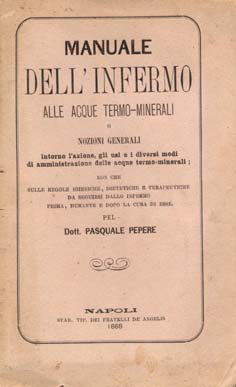 MANUALE
DELL'INFERMO
ALLE ACQUE TERMO-MINERALI
O
NOZIONI GENERALI
intorno l'azione, gli usi e i diversi modi
di amministrazione delle acque termo-minerali;
NON CHE
SULLE REGOLE IGIENICHE, DIETETICHE E TERAPEUTICHE
DA SEGUIRSI DALLO INFERMO
PRIMA, DURANTE E DOPO LA CURA DI ESSE.
PEL
Dott. PASQUALE PEPERE
NAPOLI
STAB. TIP. DEI FRATELLI DE ANGELIS
1868